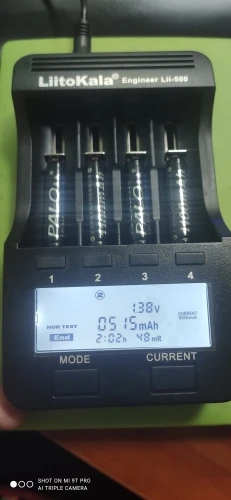 LiitoKala® Engineer Lii-500
PALO
PALO
1 2 3 4
1.38V
CURRENT
500mA
NOR TEST
0515mAh
End
2:02h 48mR
MODE CURRENT
SHOT ON MI 9T PRO
AI TRIPLE CAMERA